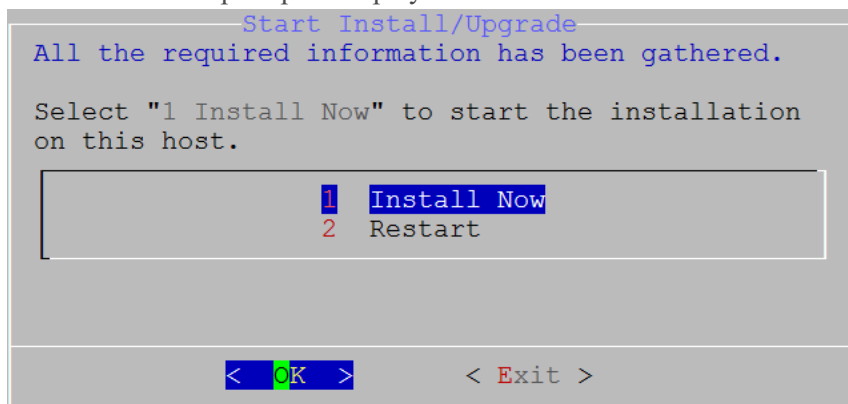 Start Install/Upgrade
All the required information has been gathered.
Select "1 Install Now" to start the installation
on this host.
1 Install Now
2 Restart
< OK > < Exit >